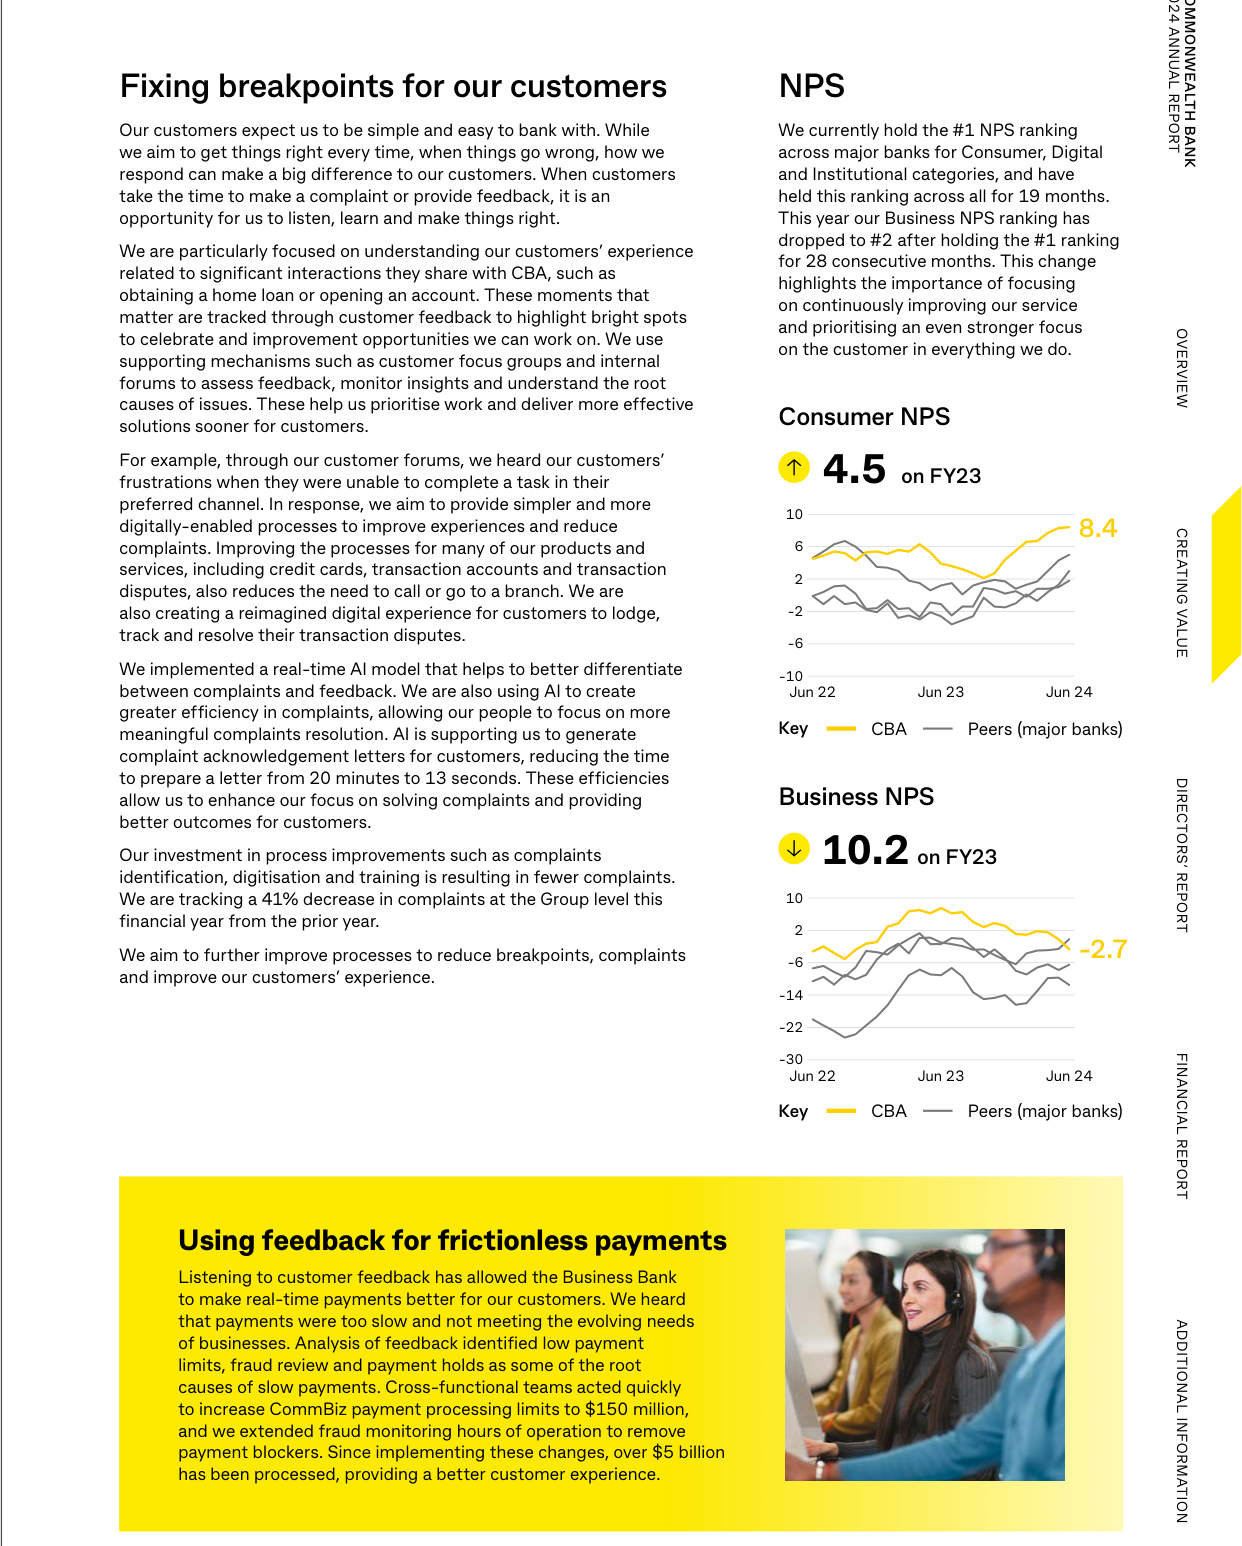 Fixing breakpoints for our customers
Our customers expect us to be simple and easy to bank with. While
we aim to get things right every time, when things go wrong, how we
respond can make a big difference to our customers. When customers
take the time to make a complaint or provide feedback, it is an
opportunity for us to listen, learn and make things right.
We are particularly focused on understanding our customers’ experience
related to significant interactions they share with CBA, such as
obtaining a home loan or opening an account. These moments that
matter are tracked through customer feedback to highlight bright spots
to celebrate and improvement opportunities we can work on. We use
supporting mechanisms such as customer focus groups and internal
forums to assess feedback, monitor insights and understand the root
causes of issues. These help us prioritise work and deliver more effective
solutions sooner for customers.
For example, through our customer forums, we heard our customers’
frustrations when they were unable to complete a task in their
preferred channel. In response, we aim to provide simpler and more
digitally-enabled processes to improve experiences and reduce
complaints. Improving the processes for many of our products and
services, including credit cards, transaction accounts and transaction
disputes, also reduces the need to call or go to a branch. We are
also creating a reimagined digital experience for customers to lodge,
track and resolve their transaction disputes.
We implemented a real-time AI model that helps to better differentiate
between complaints and feedback. We are also using AI to create
greater efficiency in complaints, allowing our people to focus on more
meaningful complaints resolution. AI is supporting us to generate
complaint acknowledgement letters for customers, reducing the time
to prepare a letter from 20 minutes to 13 seconds. These efficiencies
allow us to enhance our focus on solving complaints and providing
better outcomes for customers.
Our investment in process improvements such as complaints
identification, digitisation and training is resulting in fewer complaints.
We are tracking a 41% decrease in complaints at the Group level this
financial year from the prior year.
We aim to further improve processes to reduce breakpoints, complaints
and improve our customers’ experience.
NPS
We currently hold the #1 NPS ranking
across major banks for Consumer, Digital
and Institutional categories, and have
held this ranking across all for 19 months.
This year our Business NPS ranking has
dropped to #2 after holding the #1 ranking
for 28 consecutive months. This change
highlights the importance of focusing
on continuously improving our service
and prioritising an even stronger focus
on the customer in everything we do.
Consumer NPS
4.5 on FY23
10
6
2
-2
-6
-10
8.4
Jun 22 Jun 23 Jun 24
Key CBA Peers (major banks)
Business NPS
10.2 on FY23
10
2
-6
-14
-22
-30
-2.7
Jun 22 Jun 23 Jun 24
Key CBA Peers (major banks)
Using feedback for frictionless payments
Listening to customer feedback has allowed the Business Bank
to make real-time payments better for our customers. We heard
that payments were too slow and not meeting the evolving needs
of businesses. Analysis of feedback identified low payment
limits, fraud review and payment holds as some of the root
causes of slow payments. Cross-functional teams acted quickly
to increase CommBiz payment processing limits to $150 million,
and we extended fraud monitoring hours of operation to remove
payment blockers. Since implementing these changes, over $5 billion
has been processed, providing a better customer experience.
OMMONWEALTH BANK
024 ANNUAL REPORT
OVERVIEW
CREATING VALUE
DIRECTORS’ REPORT
FINANCIAL REPORT
ADDITIONAL INFORMATION